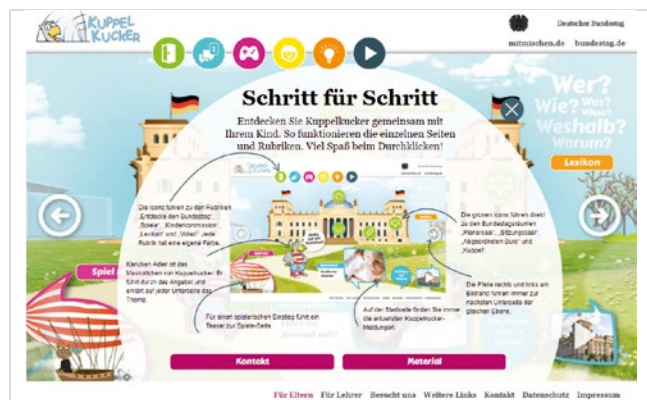 KUPPEL
KUCKER
Deutscher Bundestag
mitmischen.de bundestag.de
Schritt für Schritt
Entdecken Sie Kuppelkucker gemeinsam mit
Ihrem Kind. So funktionieren die einzelnen Seiten
und Rubriken. Viel Spaß beim Durchklicken!
Wer?
Wie? Was?
Weshalb?
Warum?
Lexikon
Die Icons führen zu den Rubriken
„Entdecke den Bundestag“,
„Spiele“, „Kinderkommission“,
„Lexikon“ und „Video“. Jede
Rubrik hat eine eigene Farbe.
Karlchen Adler ist das
Maskottchen von Kuppelkucker. Er
führt durch das Angebot und
erklärt auf jeder Unterseite das
Thema.
Für einen spielerischen Einstieg führt ein
Teaser zur Spiele-Seite.
Die grünen Icons führen direkt
zu den Bundestagsräumen
„Plenarsaal“, „Sitzungssaal“,
„Abgeordneten-Büro“ und
„Kuppel“.
Die Pfeile rechts und links am
Bildrand führen immer zur
nächsten Unterseite der
gleichen Ebene.
Auf der Startseite finden Sie immer
die aktuellsten Kuppelkucker-
Meldungen.
Spiel
Kontakt Material
Für Eltern Für Lehrer Besucht uns Weitere Links Kontakt Datenschutz Impressum